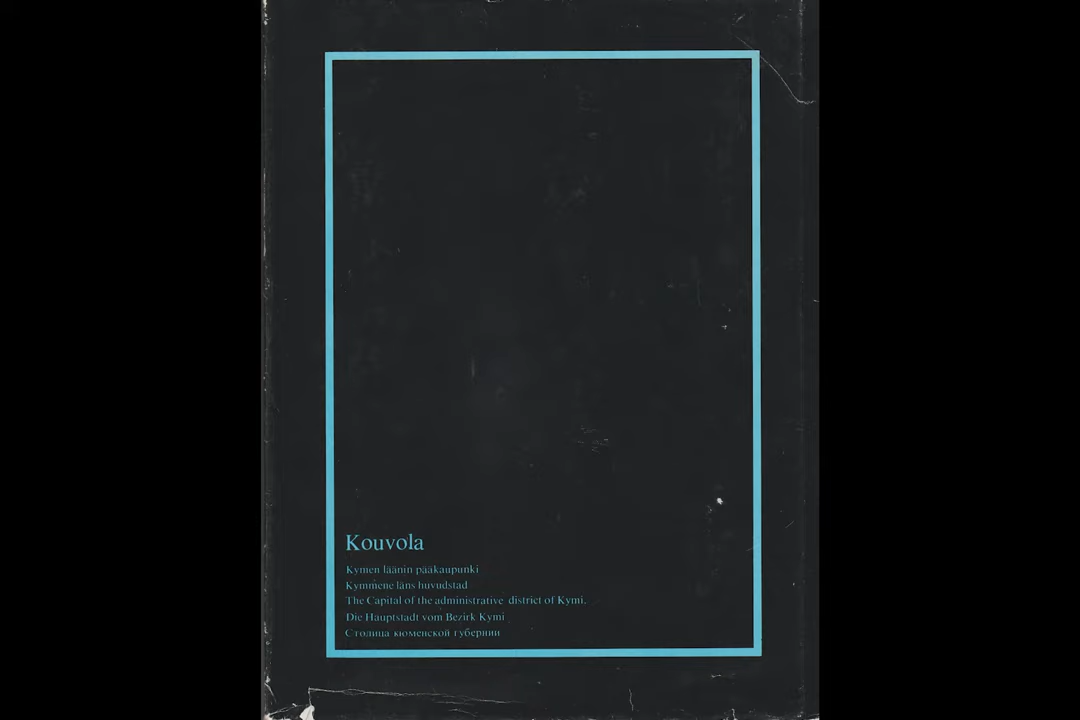 Kouvola
Kymen läänin pääkaupunki
Kymmene läns huvudstad
The Capital of the administrative district of Kymi.
Die Hauptstadt vom Bezirk Kymi
Столица кюменской губернии